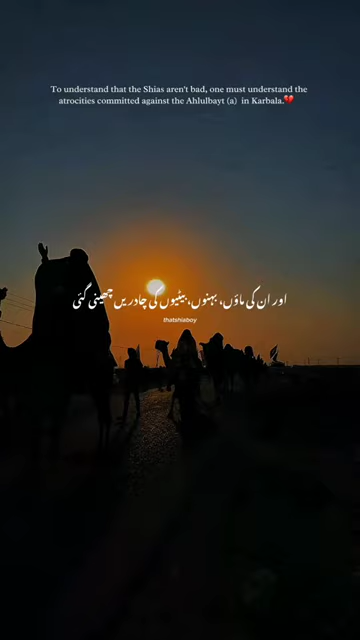 To understand that the Shias aren't bad, one must understand the
atrocities committed against the Ahlulbayt (a) in Karbala.💔
اور ان کی ماؤں، بہنوں، بیٹیوں کی چادریں چھینی گئی
thatshiaboy